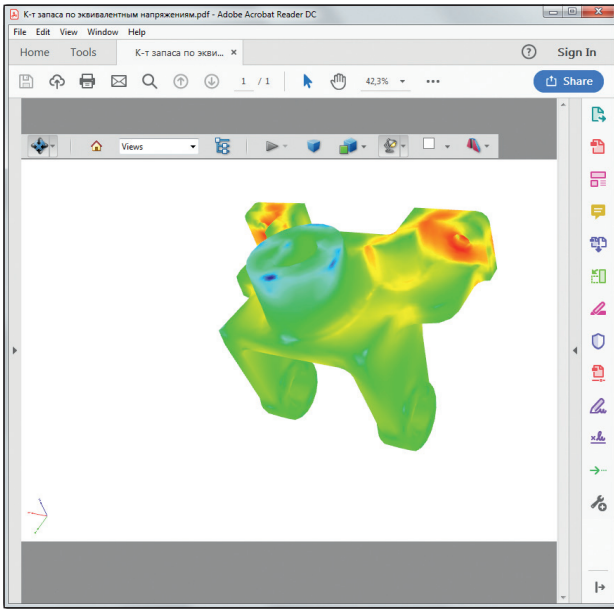 К-т запаса по эквивалентным напряжениям.pdf - Adobe Acrobat Reader DC
File Edit View Window Help
Home Tools К-т запаса по экви... × ? Sign In
1 / 1 42,3% Share
Views